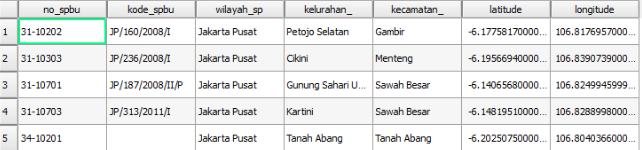 no_spbu kode_spbu wilayah_sp kelurahan_ kecamatan_ latitude longitude
1 31-10202 JP/160/2008/I Jakarta Pusat Petojo Selatan Gambir -6.17758170000... 106.8176957000...
2 31-10303 JP/236/2008/I Jakarta Pusat Cikini Menteng -6.19566940000... 106.8390739000...
3 31-10701 JP/187/2008/II/P Jakarta Pusat Gunung Sahari U... Sawah Besar -6.14065680000... 106.8249945999...
4 31-10703 JP/313/2011/I Jakarta Pusat Kartini Sawah Besar -6.14819510000... 106.8288998000...
5 34-10201 Jakarta Pusat Tanah Abang Tanah Abang -6.20250750000... 106.8040366000...